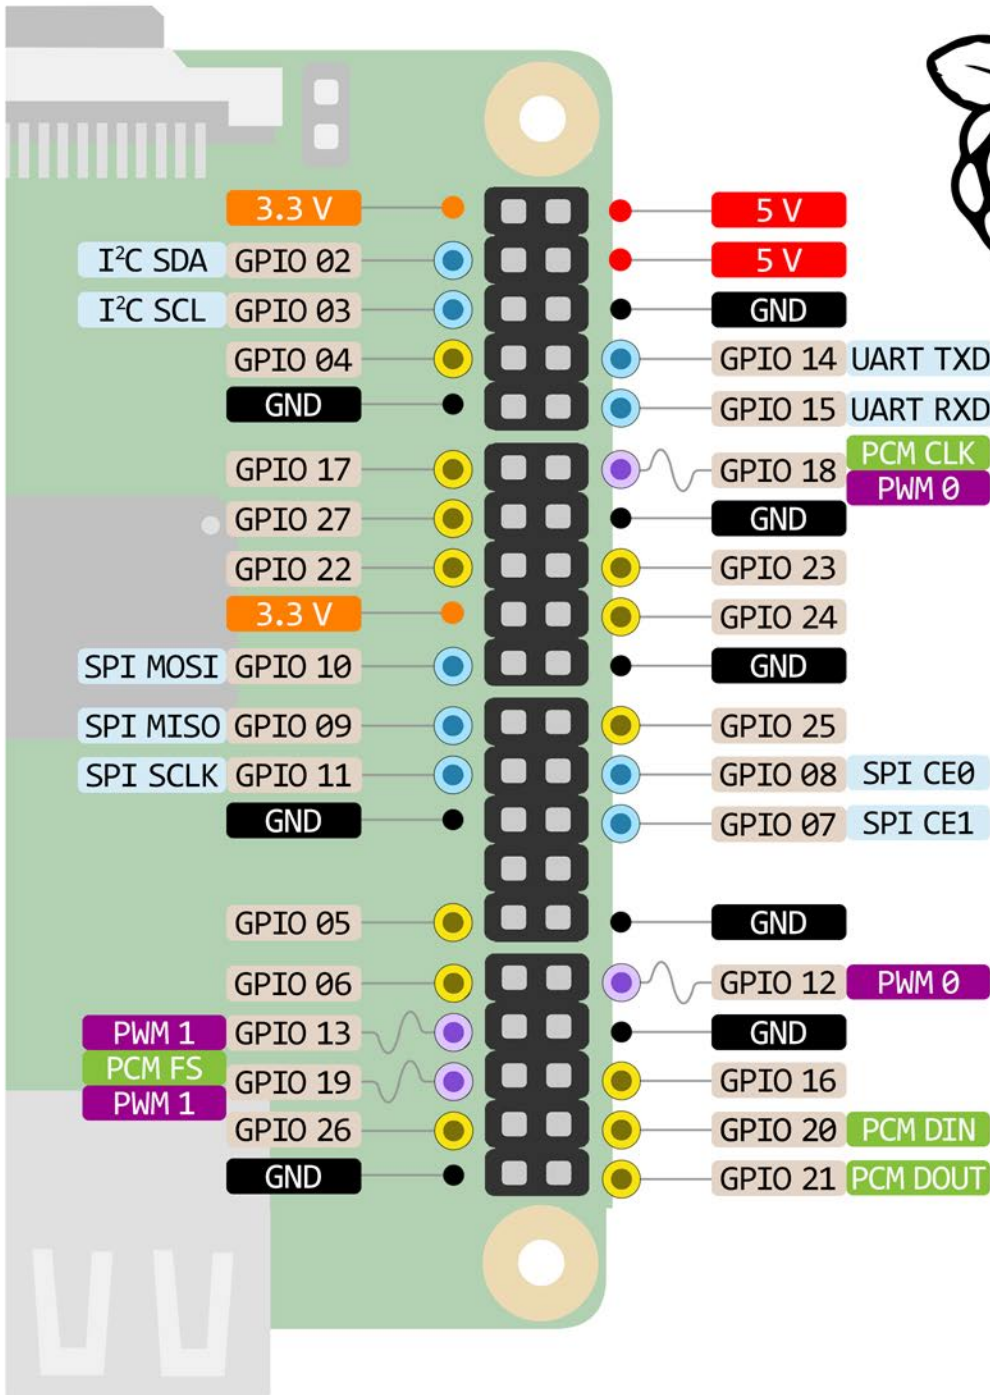 3.3 V 5 V
I²C SDA GPIO 02 5 V
I²C SCL GPIO 03 GND
GPIO 04 GPIO 14 UART TXD
GND GPIO 15 UART RXD
GPIO 17 GPIO 18 PCM CLK
PWM 0
GPIO 27 GND
GPIO 22 GPIO 23
3.3 V GPIO 24
SPI MOSI GPIO 10 GND
SPI MISO GPIO 09 GPIO 25
SPI SCLK GPIO 11 GPIO 08 SPI CE0
GND GPIO 07 SPI CE1
GPIO 05 GND
GPIO 06 GPIO 12 PWM 0
PWM 1 GPIO 13 GND
PCM FS GPIO 19 GPIO 16
PWM 1
GPIO 26 GPIO 20 PCM DIN
GND GPIO 21 PCM DOUT